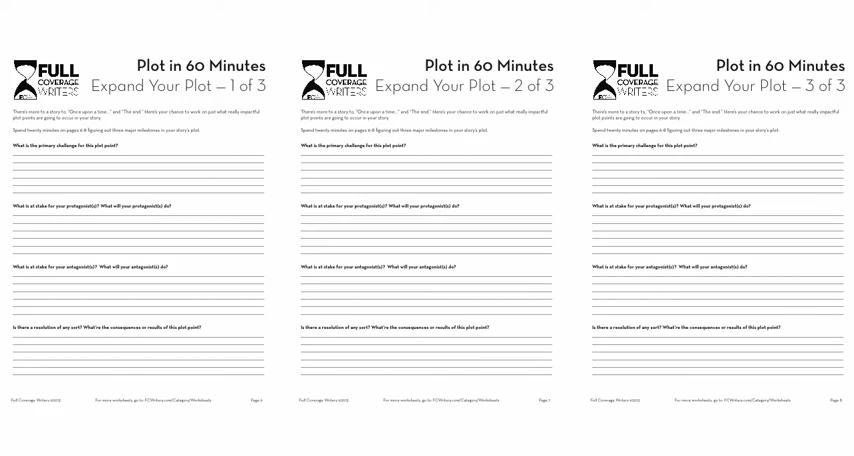 FULL
COVERAGE
WRITERS
Plot in 60 Minutes
Expand Your Plot – 1 of 3
There's more to a story to, "Once upon a time..." and "The end." Here's your chance to work on just what really impactful
plot points are going to occur in your story.
Spend twenty minutes on pages 6-8 figuring out three major milestones in your story's plot.
What is the primary challenge for this plot point?
What is at stake for your protagonist(s)? What will your protagonist(s) do?
What is at stake for your antagonist(s)? What will your antagonist(s) do?
Is there a resolution of any sort? What're the consequences or results of this plot point?
Full Coverage Writers ©2012 For more worksheets, go to: FCWriters.com/Category/Worksheets Page 6
FULL
COVERAGE
WRITERS
Plot in 60 Minutes
Expand Your Plot – 2 of 3
There's more to a story to, "Once upon a time..." and "The end." Here's your chance to work on just what really impactful
plot points are going to occur in your story.
Spend twenty minutes on pages 6-8 figuring out three major milestones in your story's plot.
What is the primary challenge for this plot point?
What is at stake for your protagonist(s)? What will your protagonist(s) do?
What is at stake for your antagonist(s)? What will your antagonist(s) do?
Is there a resolution of any sort? What're the consequences or results of this plot point?
Full Coverage Writers ©2012 For more worksheets, go to: FCWriters.com/Category/Worksheets Page 7
FULL
COVERAGE
WRITERS
Plot in 60 Minutes
Expand Your Plot – 3 of 3
There's more to a story to, "Once upon a time..." and "The end." Here's your chance to work on just what really impactful
plot points are going to occur in your story.
Spend twenty minutes on pages 6-8 figuring out three major milestones in your story's plot.
What is the primary challenge for this plot point?
What is at stake for your protagonist(s)? What will your protagonist(s) do?
What is at stake for your antagonist(s)? What will your antagonist(s) do?
Is there a resolution of any sort? What're the consequences or results of this plot point?
Full Coverage Writers ©2012 For more worksheets, go to: FCWriters.com/Category/Worksheets Page 8